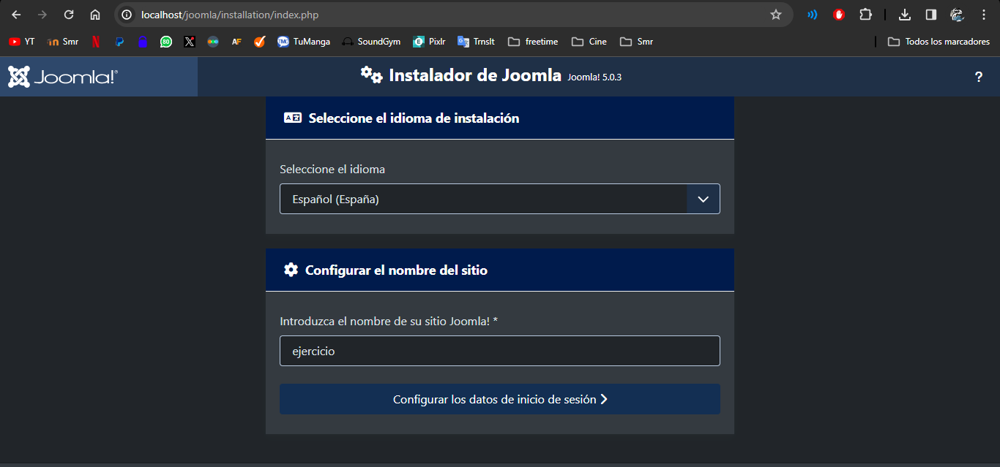 localhost/joomla/installation/index.php
YT
Smr
80
AF
TM
TuManga
SoundGym
Pixlr
Trnslt
freetime
Cine
Smr
Todos los marcadores
Joomla!®
Instalador de Joomla Joomla! 5.0.3
?
Seleccione el idioma de instalación
Seleccione el idioma
Español (España)
Configurar el nombre del sitio
Introduzca el nombre de su sitio Joomla! *
ejercicio
Configurar los datos de inicio de sesión